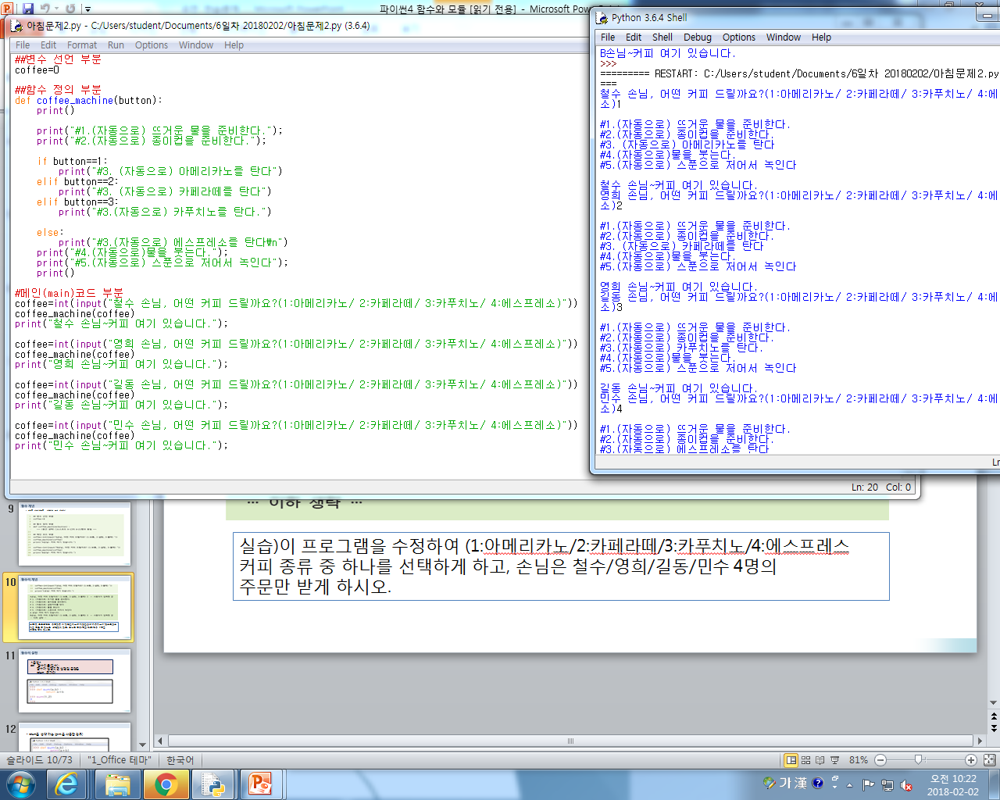 파이썬4 함수와 모듈 [읽기 전용] - Microsoft Pow
아침문제2.py - C:/Users/student/Documents/6일차 20180202/아침문제2.py (3.6.4)
File Edit Format Run Options Window Help
##변수 선언 부분
coffee=0
##함수 정의 부분
def coffee_machine(button):
    print()
    print("#1.(자동으로) 뜨거운 물을 준비한다.");
    print("#2.(자동으로) 종이컵을 준비한다.");
    if button==1:
        print("#3. (자동으로) 아메리카노를 탄다")
    elif button==2:
        print("#3. (자동으로) 카페라떼를 탄다")
    elif button==3:
        print("#3.(자동으로) 카푸치노를 탄다.")
    else:
        print("#3.(자동으로) 에스프레소를 탄다₩n")
    print("#4.(자동으로)물을 붓는다.");
    print("#5.(자동으로) 스푼으로 저어서 녹인다");
    print()
#메인(main)코드 부분
coffee=int(input("철수 손님, 어떤 커피 드릴까요?(1:아메리카노/ 2:카페라떼/ 3:카푸치노/ 4:에스프레소)"))
coffee_machine(coffee)
print("철수 손님~커피 여기 있습니다.");
coffee=int(input("영희 손님, 어떤 커피 드릴까요?(1:아메리카노/ 2:카페라떼/ 3:카푸치노/ 4:에스프레소)"))
coffee_machine(coffee)
print("영희 손님~커피 여기 있습니다.");
coffee=int(input("길동 손님, 어떤 커피 드릴까요?(1:아메리카노/ 2:카페라떼/ 3:카푸치노/ 4:에스프레소)"))
coffee_machine(coffee)
print("길동 손님~커피 여기 있습니다.");
coffee=int(input("민수 손님, 어떤 커피 드릴까요?(1:아메리카노/ 2:카페라떼/ 3:카푸치노/ 4:에스프레소)"))
coffee_machine(coffee)
print("민수 손님~커피 여기 있습니다.");
Ln: 20 Col: 0
Python 3.6.4 Shell
File Edit Shell Debug Options Window Help
B손님~커피 여기 있습니다.
>>>
========= RESTART: C:/Users/student/Documents/6일차 20180202/아침문제2.py
===
철수 손님, 어떤 커피 드릴까요?(1:아메리카노/ 2:카페라떼/ 3:카푸치노/ 4:에
소)1
#1.(자동으로) 뜨거운 물을 준비한다.
#2.(자동으로) 종이컵을 준비한다.
#3. (자동으로) 아메리카노를 탄다
#4.(자동으로)물을 붓는다.
#5.(자동으로) 스푼으로 저어서 녹인다
철수 손님~커피 여기 있습니다.
영희 손님, 어떤 커피 드릴까요?(1:아메리카노/ 2:카페라떼/ 3:카푸치노/ 4:에
소)2
#1.(자동으로) 뜨거운 물을 준비한다.
#2.(자동으로) 종이컵을 준비한다.
#3. (자동으로) 카페라떼를 탄다
#4.(자동으로)물을 붓는다.
#5.(자동으로) 스푼으로 저어서 녹인다
영희 손님~커피 여기 있습니다.
길동 손님, 어떤 커피 드릴까요?(1:아메리카노/ 2:카페라떼/ 3:카푸치노/ 4:에
소)3
#1.(자동으로) 뜨거운 물을 준비한다.
#2.(자동으로) 종이컵을 준비한다.
#3.(자동으로) 카푸치노를 탄다.
#4.(자동으로)물을 붓는다.
#5.(자동으로) 스푼으로 저어서 녹인다
길동 손님~커피 여기 있습니다.
민수 손님, 어떤 커피 드릴까요?(1:아메리카노/ 2:카페라떼/ 3:카푸치노/ 4:에
소)4
#1.(자동으로) 뜨거운 물을 준비한다.
#2.(자동으로) 종이컵을 준비한다.
#3.(자동으로) 에스프레소를 탄다
Ln
... 이하 생략 ...
실습)이 프로그램을 수정하여 (1:아메리카노/2:카페라떼/3:카푸치노/4:에스프레스
커피 종류 중 하나를 선택하게 하고, 손님은 철수/영희/길동/민수 4명의
주문만 받게 하시오.
9
10
11
12
슬라이드 10/73 "1_Office 테마" 한국어
81%
가 漢
오전 10:22
2018-02-02